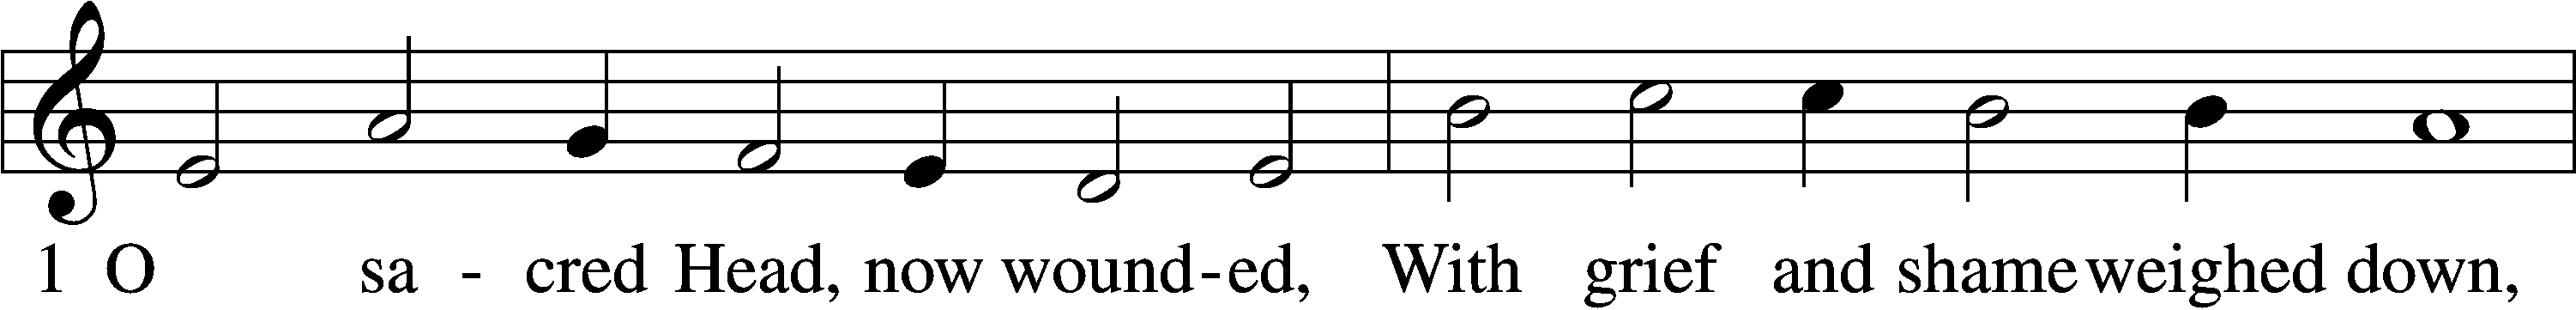 1 O sa - cred Head, now wound-ed, With grief and shame weighed down,